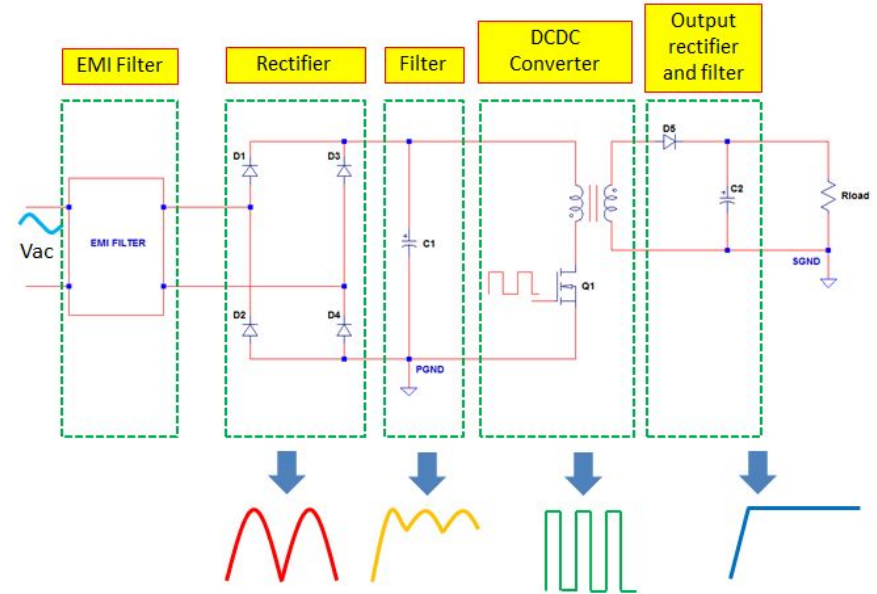 EMI Filter
Rectifier
Filter
DCDC
Converter
Output
rectifier
and filter
D1
D3
D5
C2
Rload
Vac
EMI FILTER
C1
SGND
Q1
D2
D4
PGND